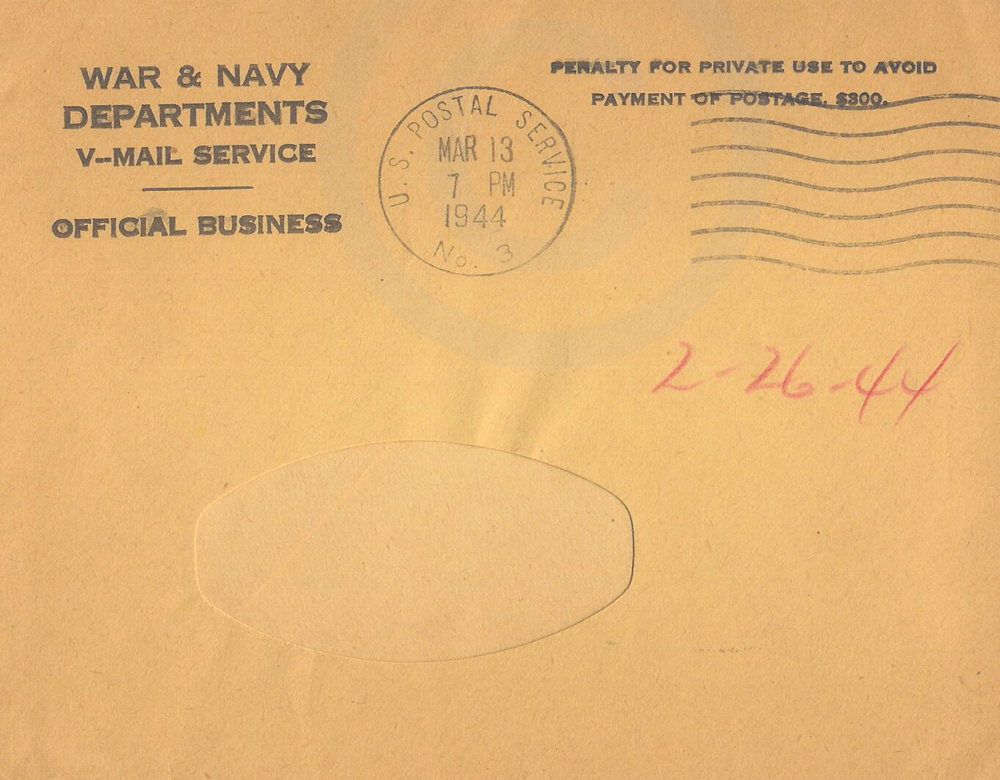 WAR & NAVY
DEPARTMENTS
V--MAIL SERVICE
OFFICIAL BUSINESS
U.S. POSTAL SERVICE
MAR 13
7 PM
1944
No. 3
PENALTY FOR PRIVATE USE TO AVOID
PAYMENT OF POSTAGE, $300.
2-26-44